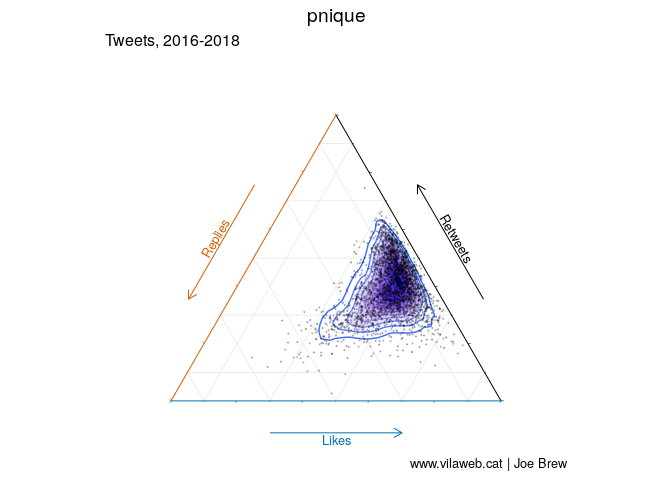 pnique
Tweets, 2016-2018
Replies
Retweets
Likes
www.vilaweb.cat | Joe Brew